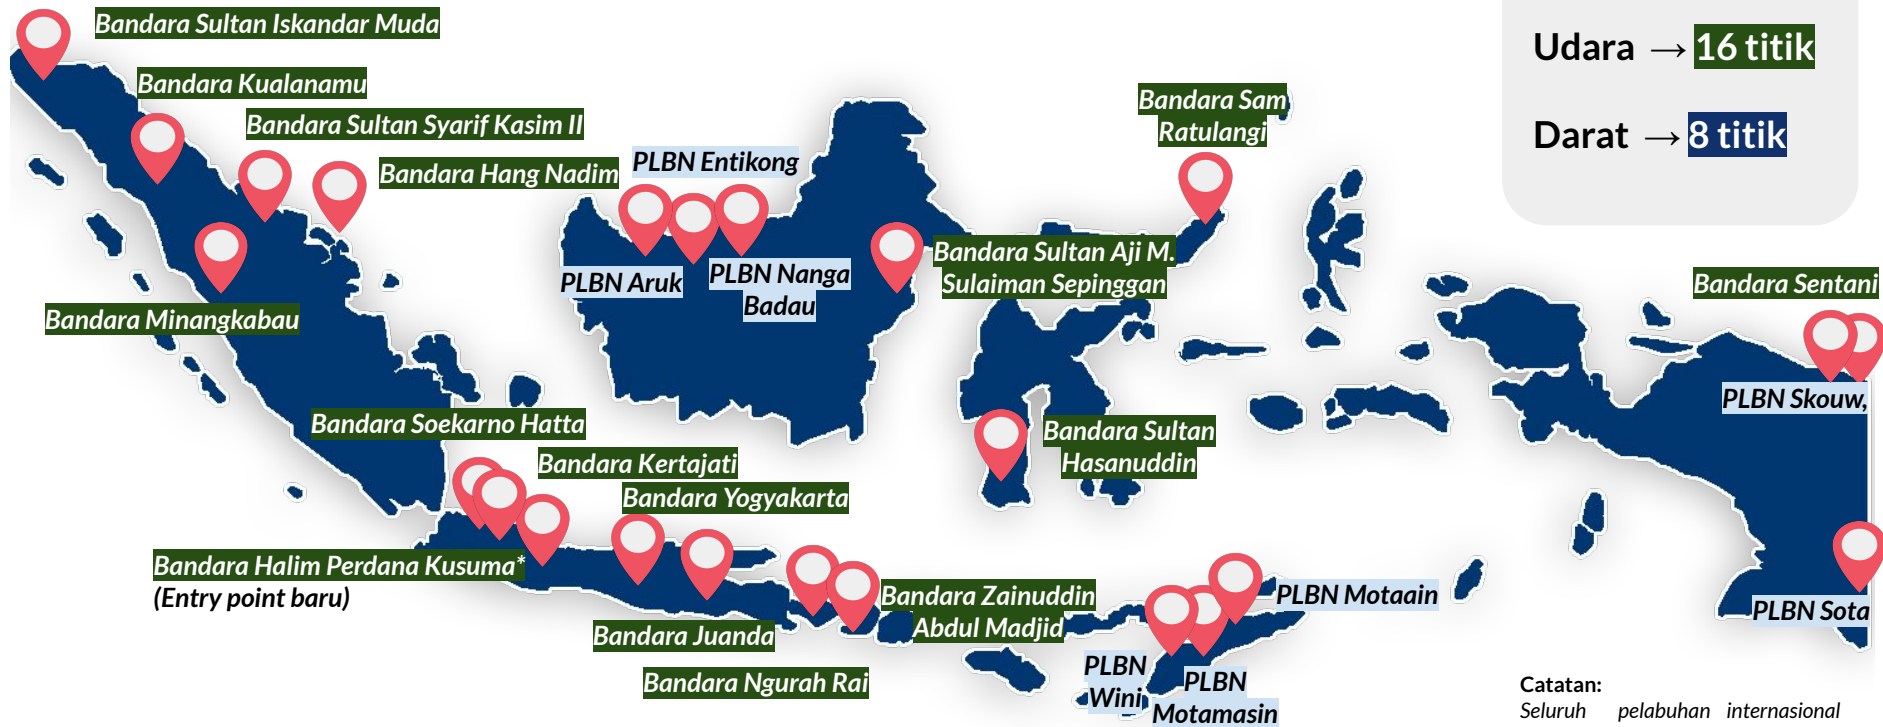 Bandara Sultan Iskandar Muda
Bandara Kualanamu
Bandara Sultan Syarif Kasim II
Bandara Hang Nadim
PLBN Entikong
Bandara Sam
Ratulangi
Udara → 16 titik
Darat → 8 titik
PLBN Aruk
PLBN Nanga
Badau
Bandara Sultan Aji M.
Sulaiman Sepinggan
Bandara Sentani
Bandara Minangkabau
PLBN Skouw,
Bandara Soekarno Hatta
Bandara Kertajati
Bandara Yogyakarta
Bandara Sultan
Hasanuddin
Bandara Halim Perdana Kusuma*
(Entry point baru)
Bandara Juanda
Bandara Ngurah Rai
Bandara Zainuddin
Abdul Madjid
PLBN Motaain
PLBN Sota
PLBN
Wini
PLBN
Motamasin
Catatan:
Seluruh pelabuhan internasional